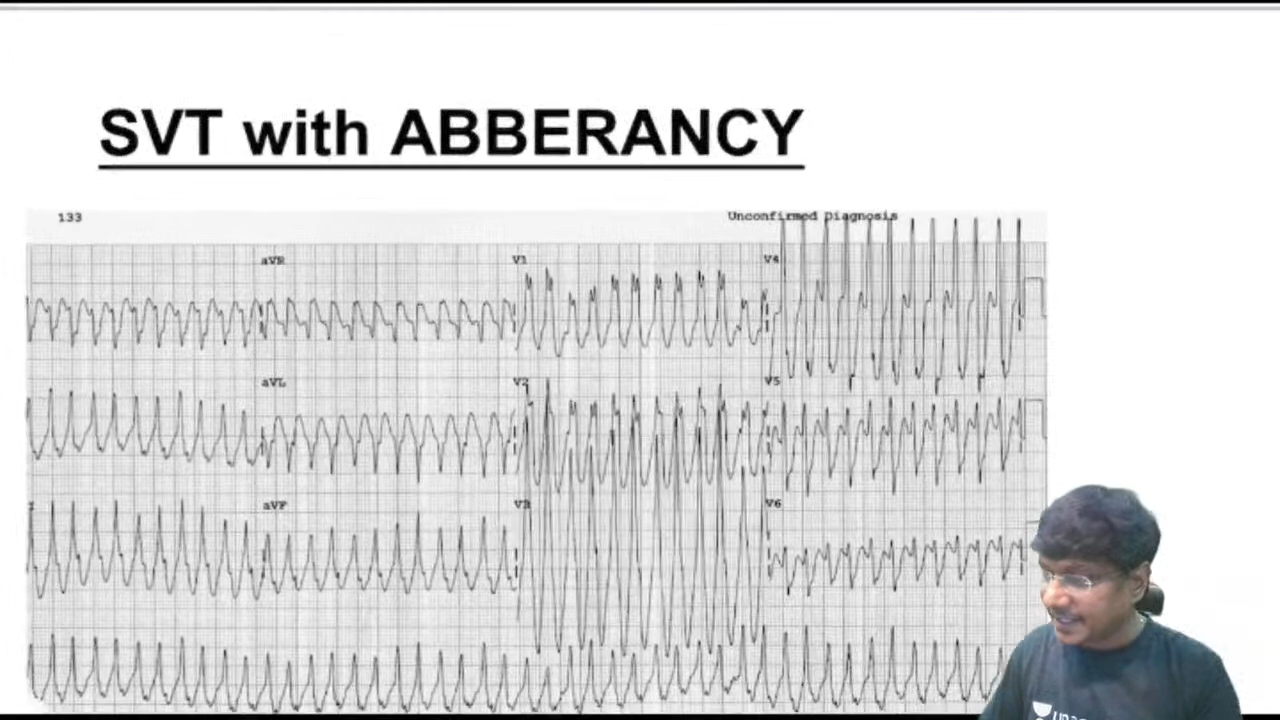 SVT with ABBERANCY
133
Unconfirmed Diagnosis
aVR
V1
V4
aVL
V2
V5
aVF
V3
V6